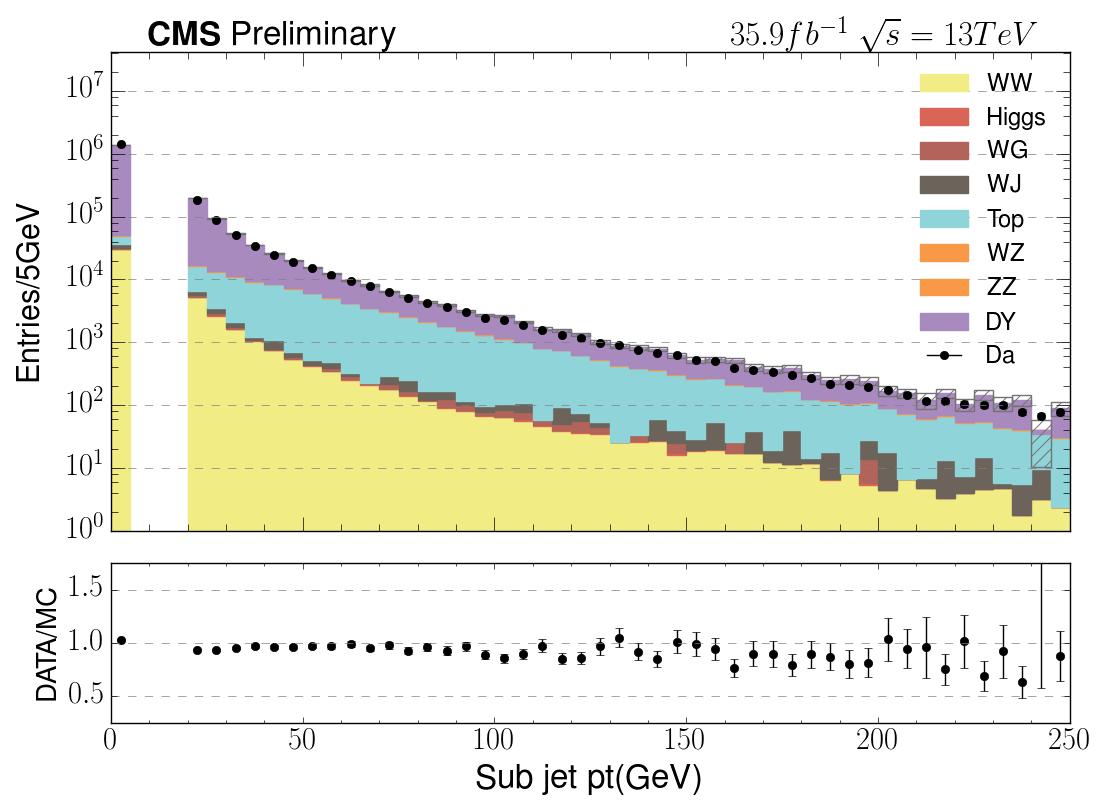 CMS Preliminary 35.9fb⁻¹ √s = 13TeV
Entries/5GeV
10⁷
10⁶
10⁵
10⁴
10³
10²
10¹
10⁰
WW
Higgs
WG
WJ
Top
WZ
ZZ
DY
Da
DATA/MC
1.5
1.0
0.5
0 50 100 150 200 250
Sub jet pt(GeV)